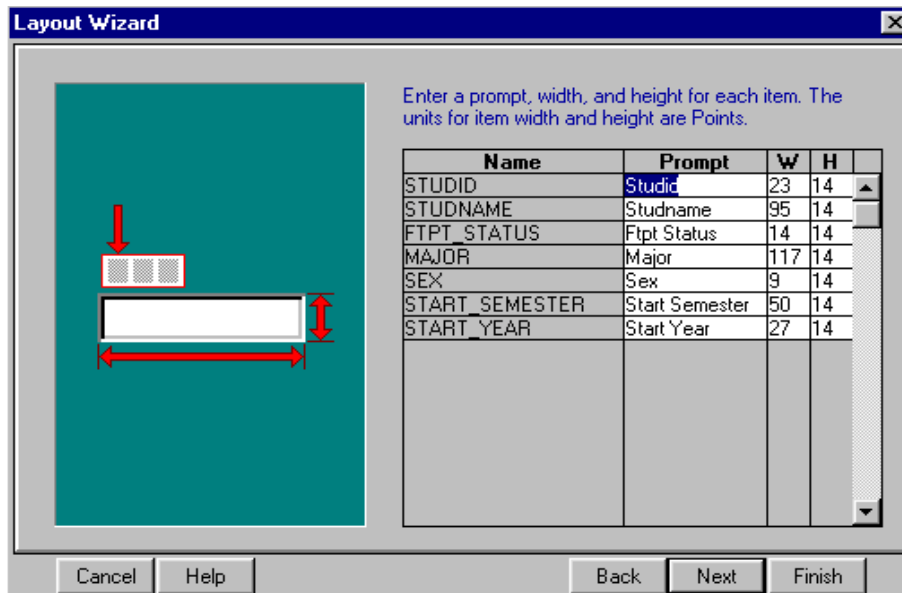 Layout Wizard
Enter a prompt, width, and height for each item. The
units for item width and height are Points.
Name Prompt W H
STUDID Studid 23 14
STUDNAME Studname 95 14
FTPT_STATUS Ftpt Status 14 14
MAJOR Major 117 14
SEX Sex 9 14
START_SEMESTER Start Semester 50 14
START_YEAR Start Year 27 14
Cancel Help Back Next Finish